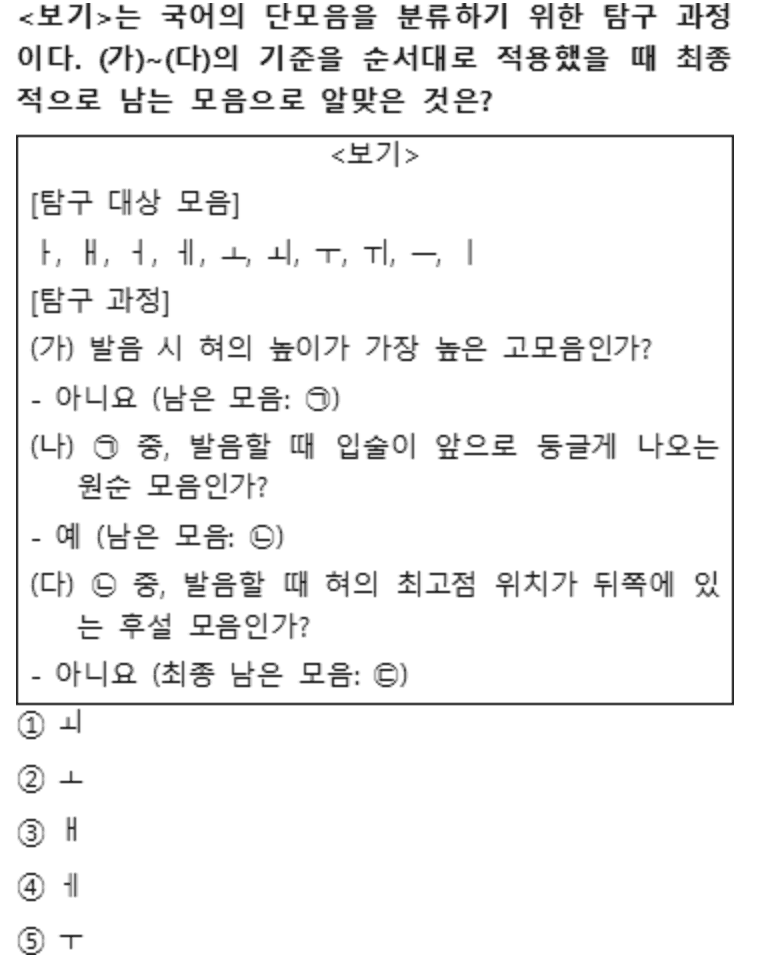 <보기>는 국어의 단모음을 분류하기 위한 탐구 과정
이다. (가)~(다)의 기준을 순서대로 적용했을 때 최종
적으로 남는 모음으로 알맞은 것은?
<보기>
[탐구 대상 모음]
ㅏ, ㅐ, ㅓ, ㅔ, ㅗ, ㅚ, ㅜ, ㅟ, ㅡ, ㅣ
[탐구 과정]
(가) 발음 시 혀의 높이가 가장 높은 고모음인가?
- 아니요 (남은 모음: ㉠)
(나) ㉠ 중, 발음할 때 입술이 앞으로 둥글게 나오는
원순 모음인가?
- 예 (남은 모음: ㉡)
(다) ㉡ 중, 발음할 때 혀의 최고점 위치가 뒤쪽에 있
는 후설 모음인가?
- 아니요 (최종 남은 모음: ㉢)
① ㅚ
② ㅗ
③ ㅐ
④ ㅔ
⑤ ㅜ